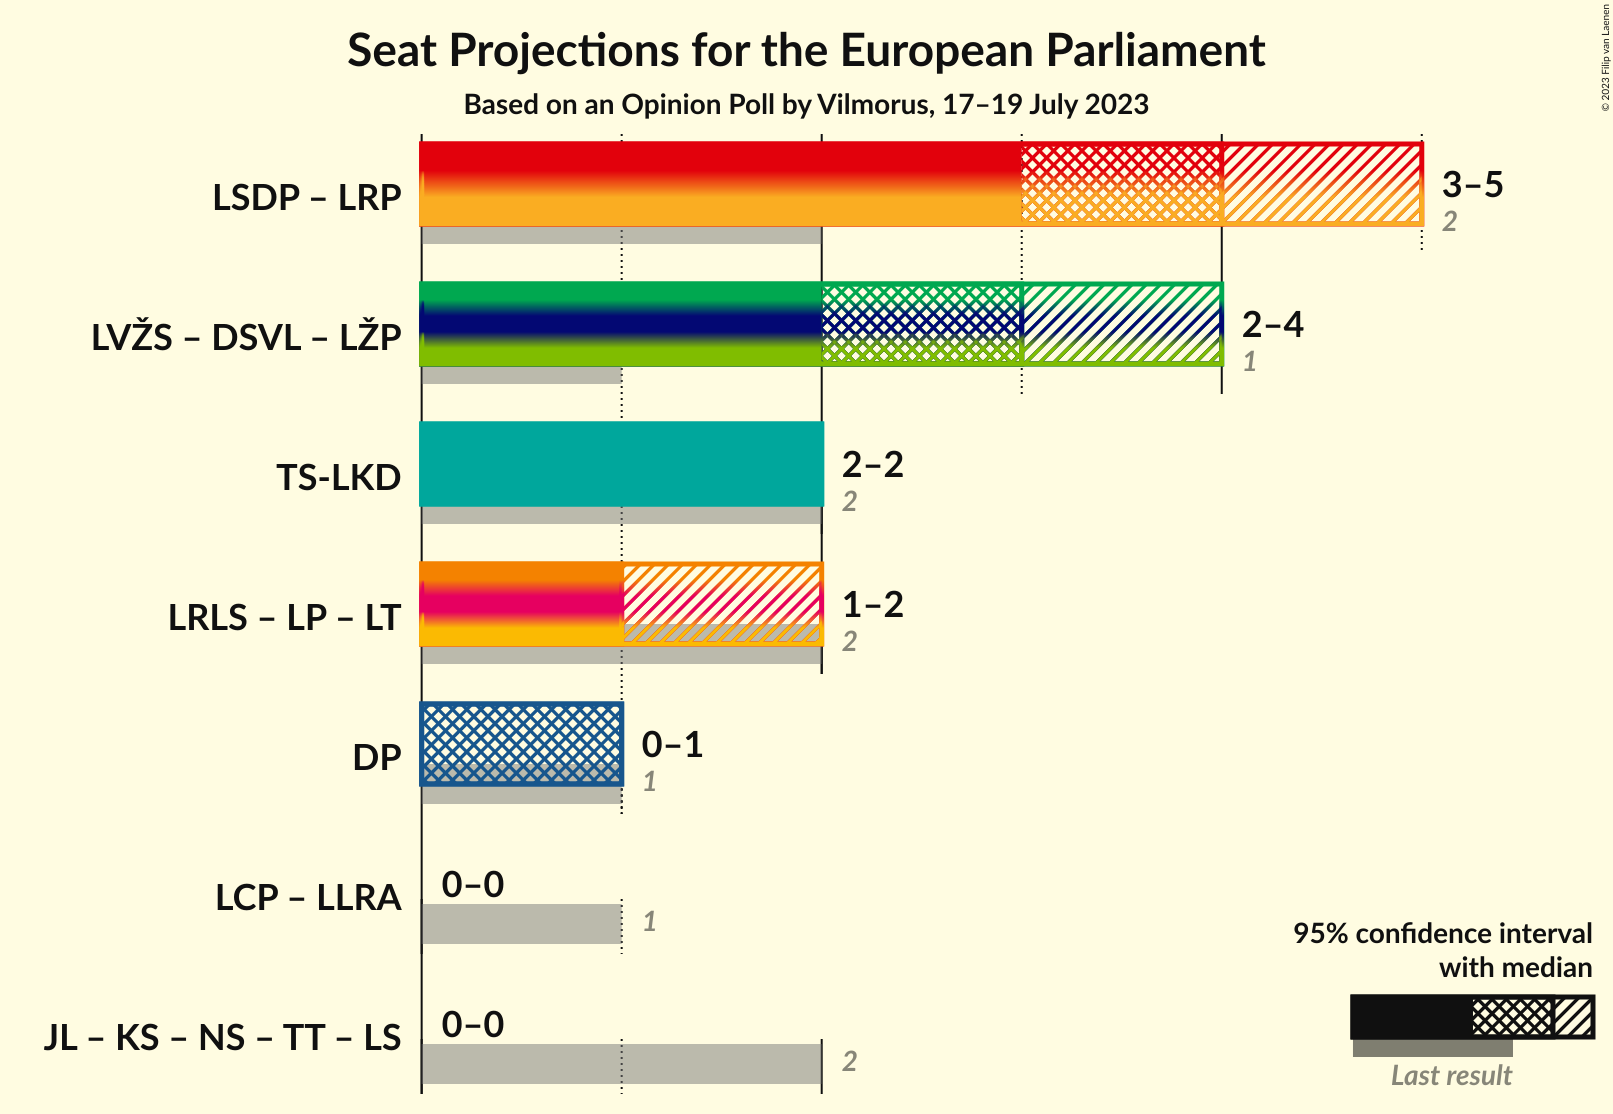 Seat Projections for the European Parliament
Based on an Opinion Poll by Vilmorus, 17–19 July 2023
© 2023 Filip van Laenen
LSDP – LRP
3–5
2
LVŽS – DSVL – LŽP
2–4
1
TS-LKD
2–2
2
LRLS – LP – LT
1–2
2
DP
0–1
1
LCP – LLRA
0–0
1
JL – KS – NS – TT – LS
0–0
2
95% confidence interval
with median
Last result